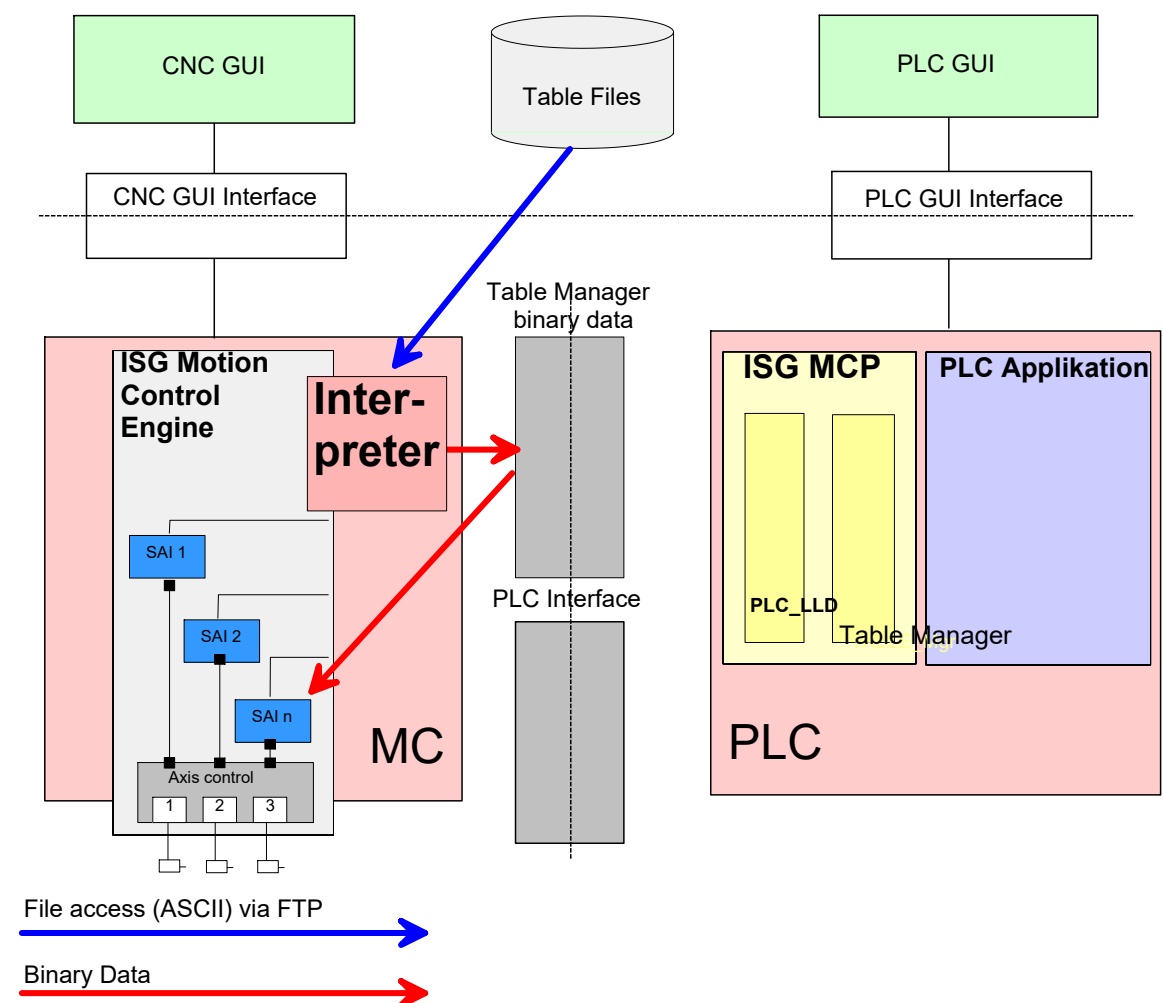 CNC GUI
Table Files
PLC GUI
CNC GUI Interface
PLC GUI Interface
Table Manager
binary data
ISG Motion
Control
Engine
Inter-
preter
ISG MCP
PLC Applikation
SAI 1
SAI 2
SAI n
PLC Interface
PLC_LLD
Table Manager
MC
PLC
Axis control
1
2
3
File access (ASCII) via FTP
Binary Data